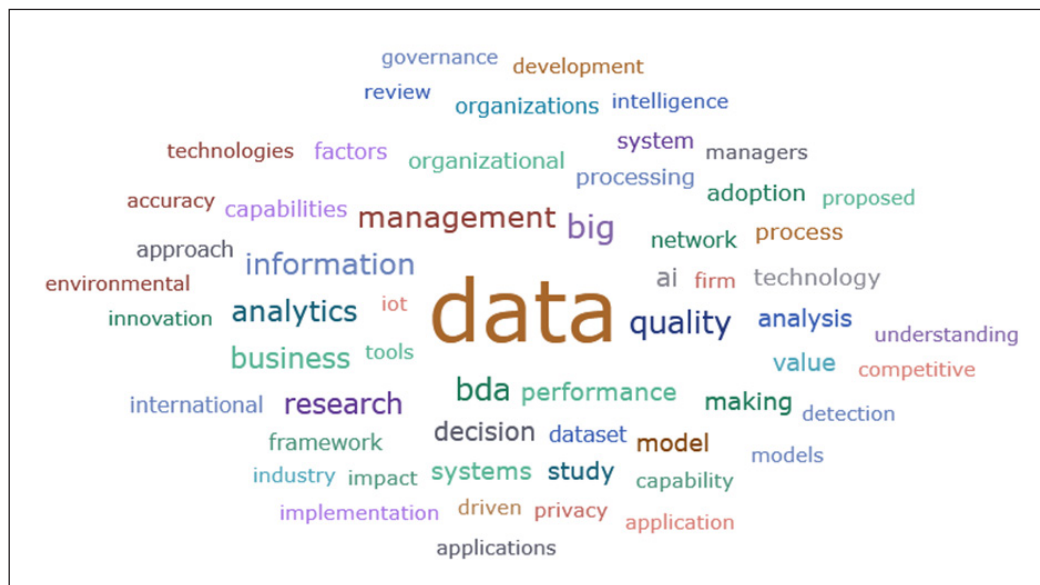 governance development
review organizations intelligence
technologies factors organizational system managers
processing
accuracy capabilities management big adoption proposed
approach information network process
environmental data ai firm technology
innovation analytics iot quality analysis understanding
business tools value competitive
international research bda performance making detection
framework decision dataset model models
industry impact systems study capability
implementation driven privacy application
applications